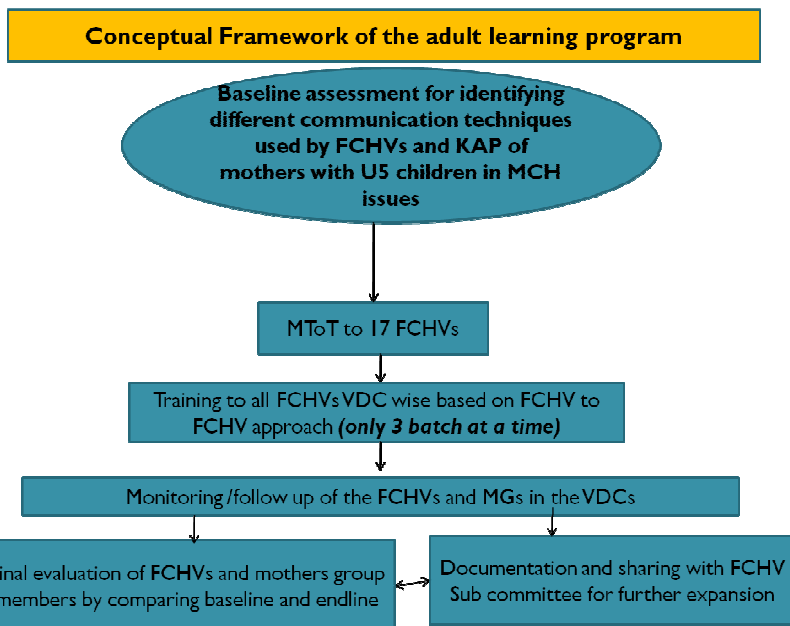 Conceptual Framework of the adult learning program
Baseline assessment for identifying
different communication techniques
used by FCHVs and KAP of
mothers with U5 children in MCH
issues
MToT to 17 FCHVs
Training to all FCHVs VDC wise based on FCHV to
FCHV approach (only 3 batch at a time)
Monitoring /follow up of the FCHVs and MGs in the VDCs
inal evaluation of FCHVs and mothers group
members by comparing baseline and endline
Documentation and sharing with FCHV
Sub committee for further expansion